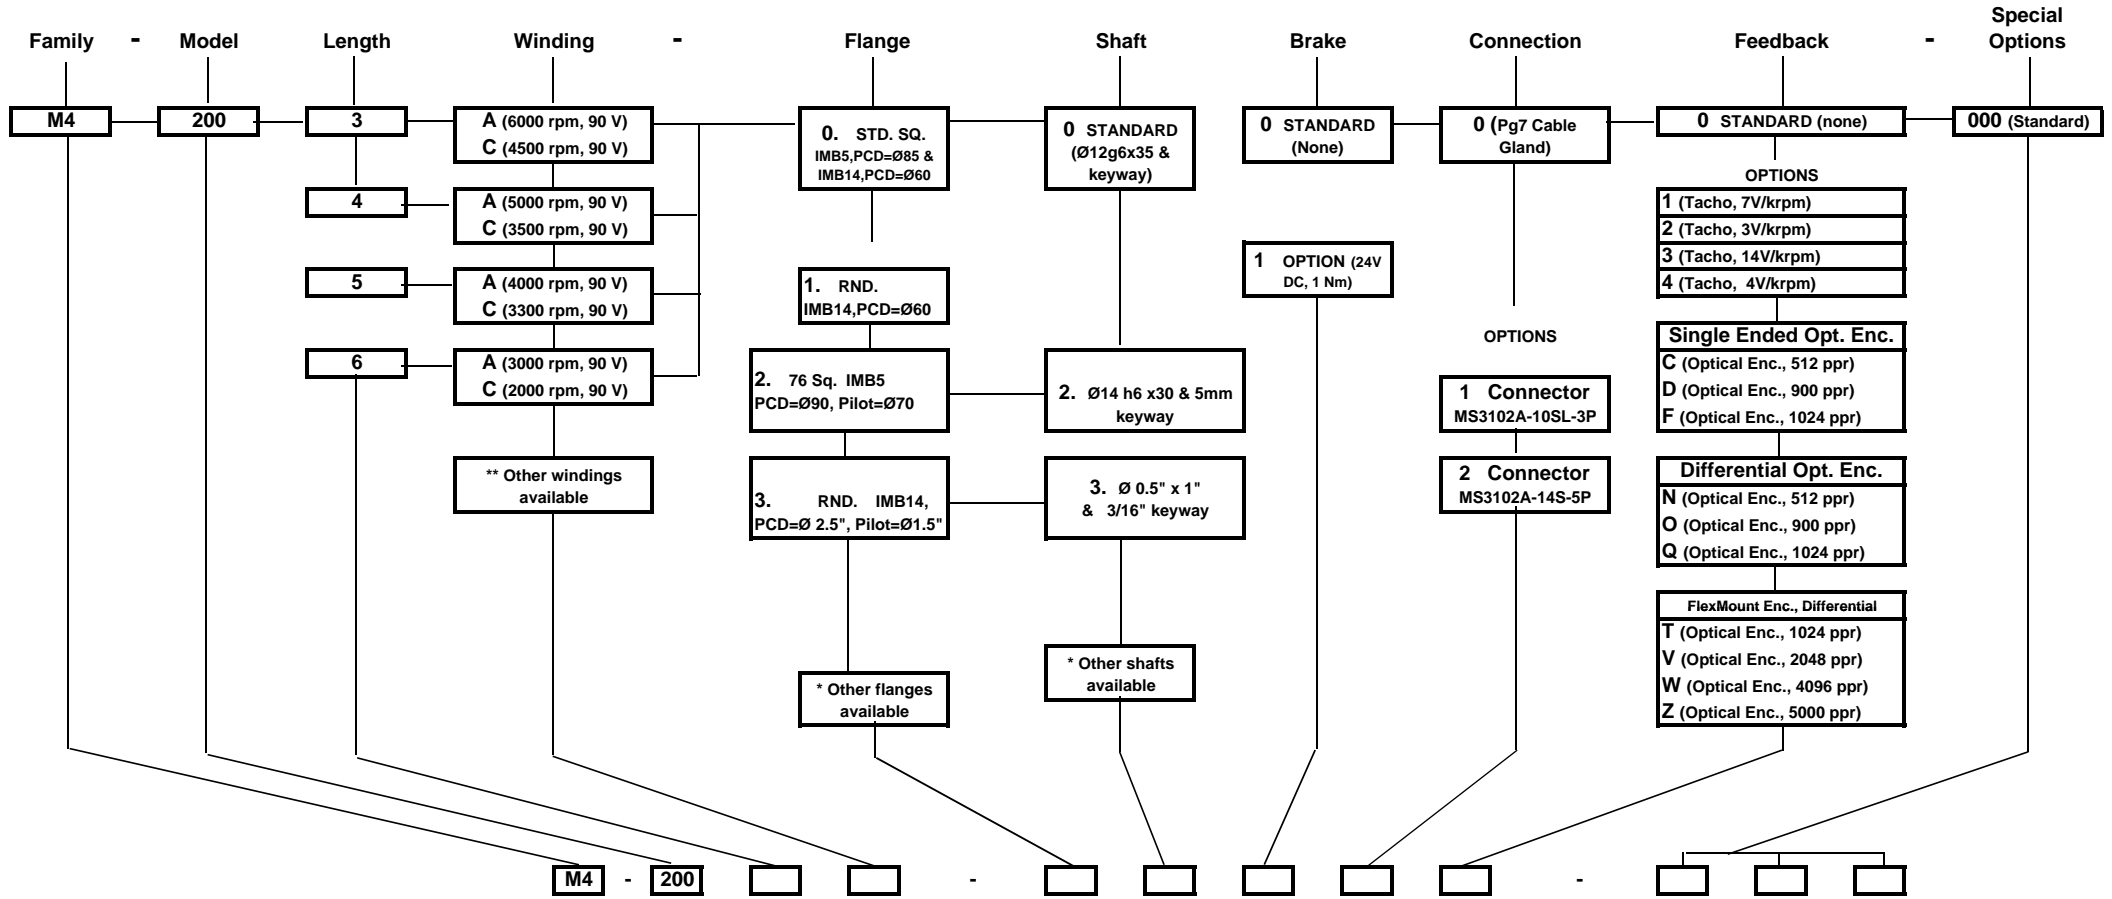 Family - Model Length Winding - Flange Shaft Brake Connection Feedback - Special Options
M4
200
3
A (6000 rpm, 90 V)
C (4500 rpm, 90 V)
4
A (5000 rpm, 90 V)
C (3500 rpm, 90 V)
5
A (4000 rpm, 90 V)
C (3300 rpm, 90 V)
6
A (3000 rpm, 90 V)
C (2000 rpm, 90 V)
** Other windings
available
0. STD. SQ.
IMB5,PCD=Ø85 &
IMB14,PCD=Ø60
1. RND.
IMB14,PCD=Ø60
2. 76 Sq. IMB5
PCD=Ø90, Pilot=Ø70
3. RND. IMB14,
PCD=Ø 2.5", Pilot=Ø1.5"
* Other flanges
available
0 STANDARD
(Ø12g6x35 &
keyway)
2. Ø14 h6 x30 & 5mm
keyway
3. Ø 0.5" x 1"
& 3/16" keyway
* Other shafts
available
0 STANDARD
(None)
1 OPTION (24V
DC, 1 Nm)
0 (Pg7 Cable
Gland)
OPTIONS
1 Connector
MS3102A-10SL-3P
2 Connector
MS3102A-14S-5P
0 STANDARD (none)
OPTIONS
1 (Tacho, 7V/krpm)
2 (Tacho, 3V/krpm)
3 (Tacho, 14V/krpm)
4 (Tacho, 4V/krpm)
Single Ended Opt. Enc.
C (Optical Enc., 512 ppr)
D (Optical Enc., 900 ppr)
F (Optical Enc., 1024 ppr)
Differential Opt. Enc.
N (Optical Enc., 512 ppr)
O (Optical Enc., 900 ppr)
Q (Optical Enc., 1024 ppr)
FlexMount Enc., Differential
T (Optical Enc., 1024 ppr)
V (Optical Enc., 2048 ppr)
W (Optical Enc., 4096 ppr)
Z (Optical Enc., 5000 ppr)
000 (Standard)
M4 - 200 - -